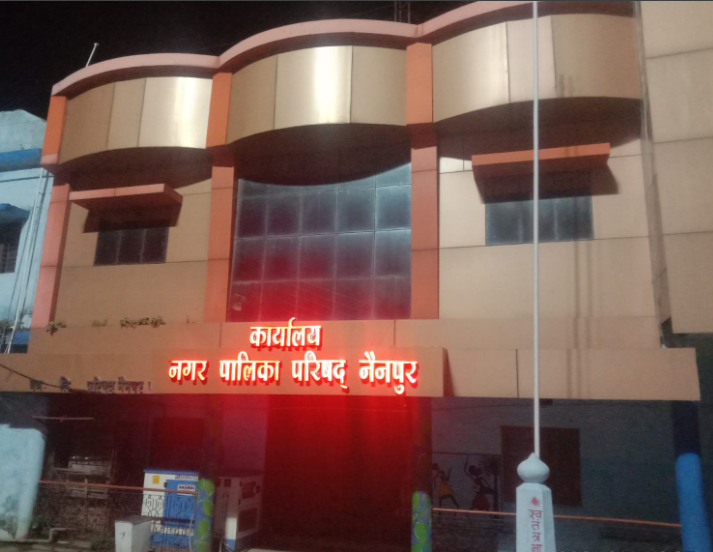 कार्यालय
नगर पालिका परिषद् नैनपुर